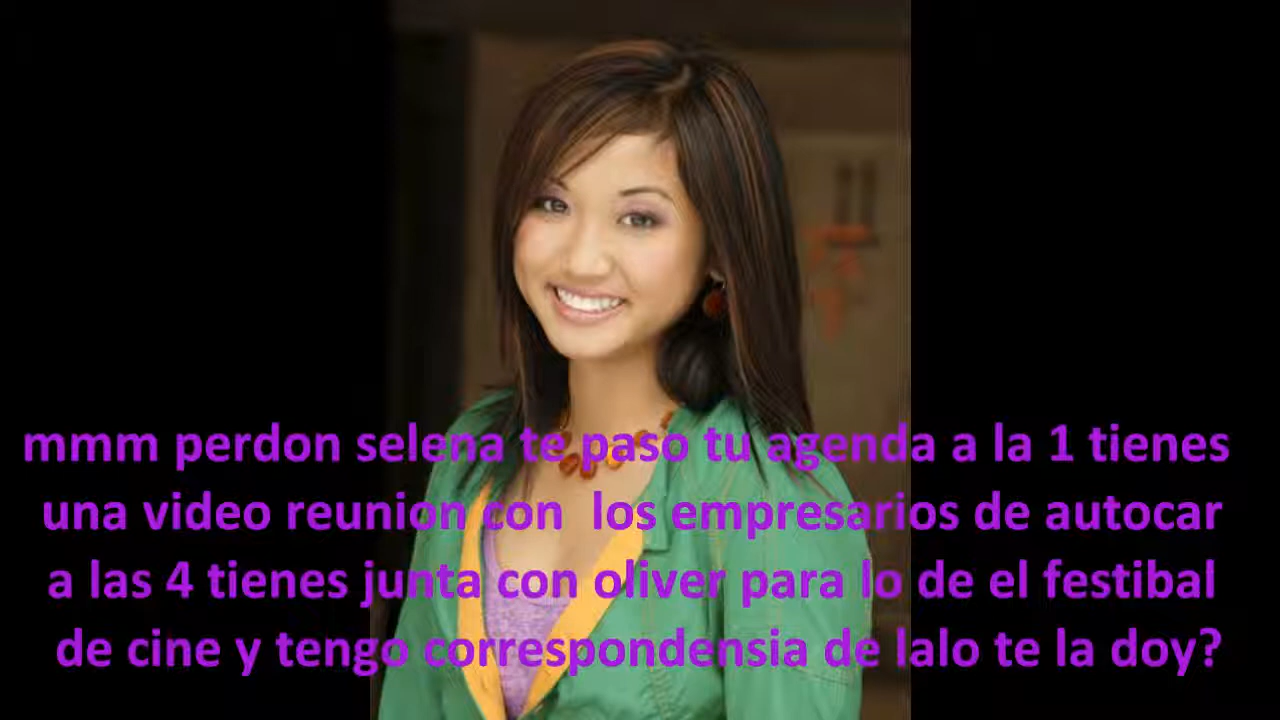 mmm perdon selena te paso tu agenda a la 1 tienes
una video reunion con los empresarios de autocar
a las 4 tienes junta con oliver para lo de el festibal
de cine y tengo correspondensia de lalo te la doy?